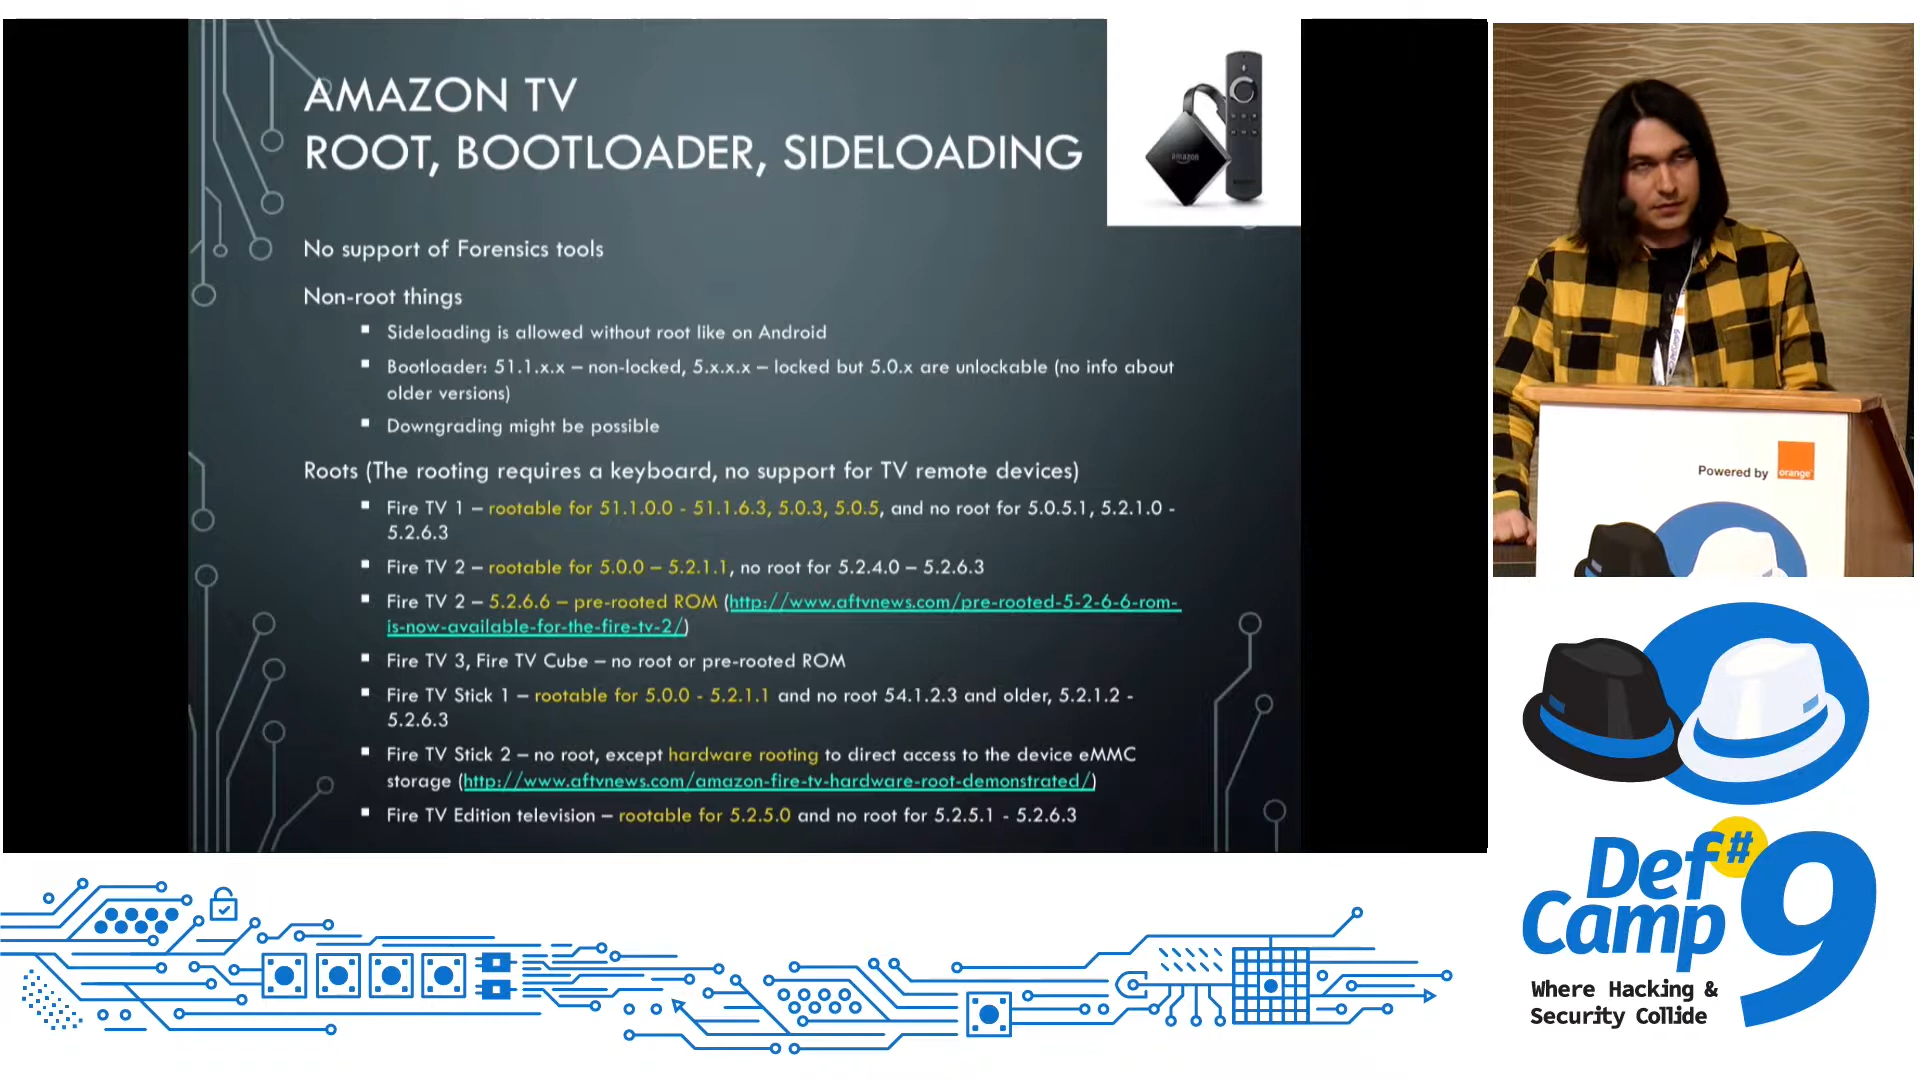 AMAZON TV
ROOT, BOOTLOADER, SIDELOADING
amazon
No support of Forensics tools
Non-root things
▪ Sideloading is allowed without root like on Android
▪ Bootloader: 51.1.x.x – non-locked, 5.x.x.x – locked but 5.0.x are unlockable (no info about
older versions)
▪ Downgrading might be possible
Roots (The rooting requires a keyboard, no support for TV remote devices)
▪ Fire TV 1 – rootable for 51.1.0.0 - 51.1.6.3, 5.0.3, 5.0.5, and no root for 5.0.5.1, 5.2.1.0 -
5.2.6.3
▪ Fire TV 2 – rootable for 5.0.0 – 5.2.1.1, no root for 5.2.4.0 – 5.2.6.3
▪ Fire TV 2 – 5.2.6.6 – pre-rooted ROM (http://www.aftvnews.com/pre-rooted-5-2-6-6-rom-
is-now-available-for-the-fire-tv-2/)
▪ Fire TV 3, Fire TV Cube – no root or pre-rooted ROM
▪ Fire TV Stick 1 – rootable for 5.0.0 - 5.2.1.1 and no root 54.1.2.3 and older, 5.2.1.2 -
5.2.6.3
▪ Fire TV Stick 2 – no root, except hardware rooting to direct access to the device eMMC
storage (http://www.aftvnews.com/amazon-fire-tv-hardware-root-demonstrated/)
▪ Fire TV Edition television – rootable for 5.2.5.0 and no root for 5.2.5.1 - 5.2.6.3
Powered by
orange
Def #9
Camp
Where Hacking &
Security Collide